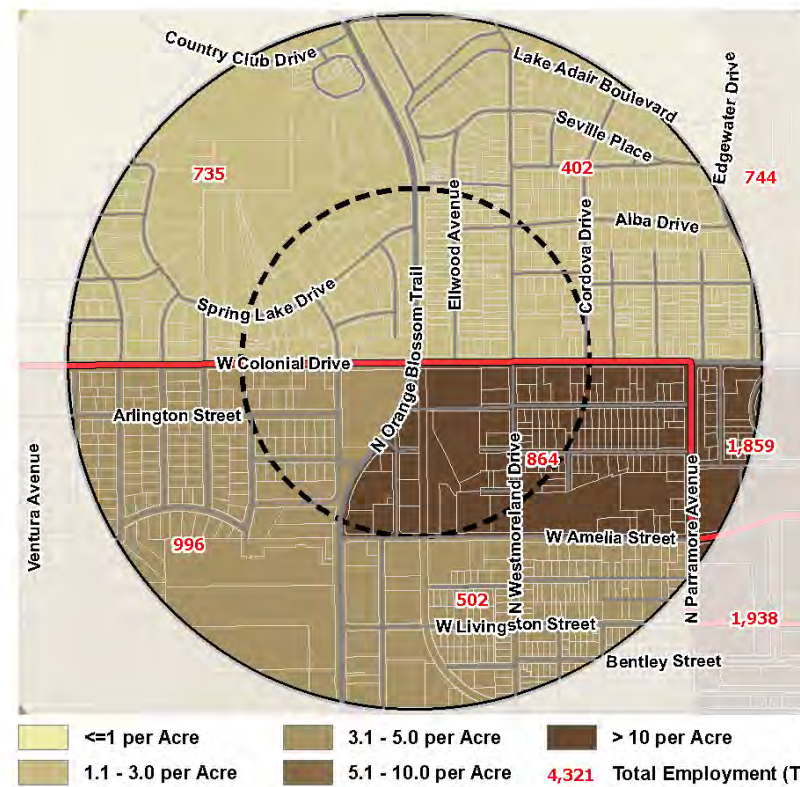 Country Club Drive
Lake Adair Boulevard
Edgewater Drive
Seville Place
735
402
744
Ellwood Avenue
Cordova Drive
Alba Drive
Spring Lake Drive
N Orange Blossom Trail
W Colonial Drive
Arlington Street
Ventura Avenue
N Westmoreland Drive
864
1,859
N Parramore Avenue
996
W Amelia Street
502
W Livingston Street
1,938
Bentley Street
<=1 per Acre
3.1 - 5.0 per Acre
> 10 per Acre
1.1 - 3.0 per Acre
5.1 - 10.0 per Acre
4,321 Total Employment (T